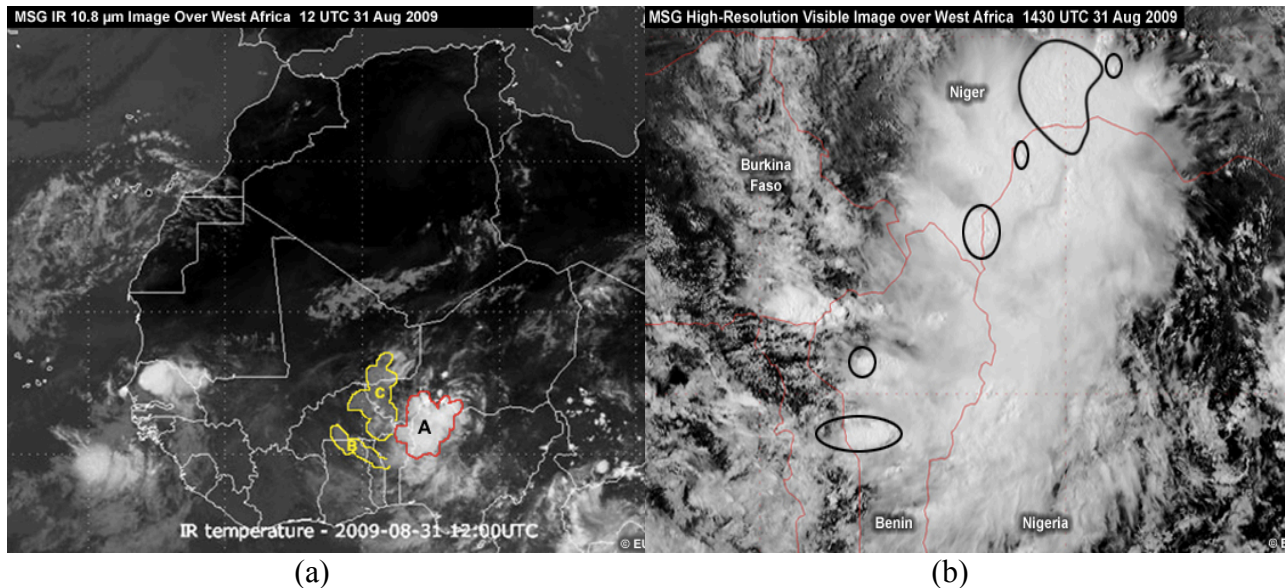 MSG IR 10.8 µm Image Over West Africa 12 UTC 31 Aug 2009
C
B
A
IR temperature - 2009-08-31 12:00UTC
© EU
(a)
MSG High-Resolution Visible Image over West Africa 1430 UTC 31 Aug 2009
Niger
Burkina
Faso
Benin
Nigeria
© E
(b)